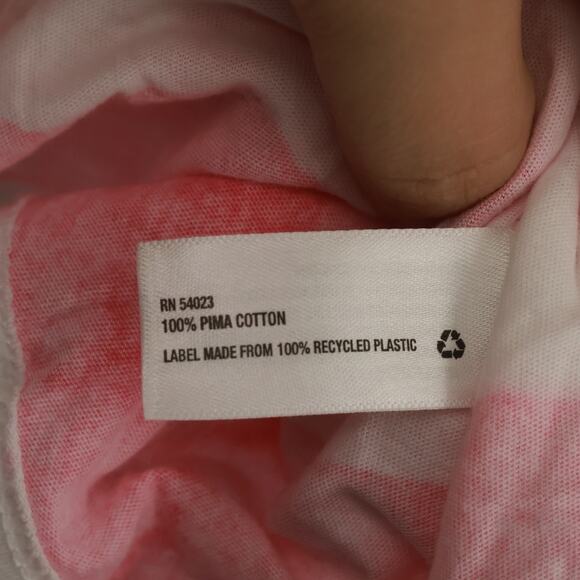 RN 54023
100% PIMA COTTON
LABEL MADE FROM 100% RECYCLED PLASTIC